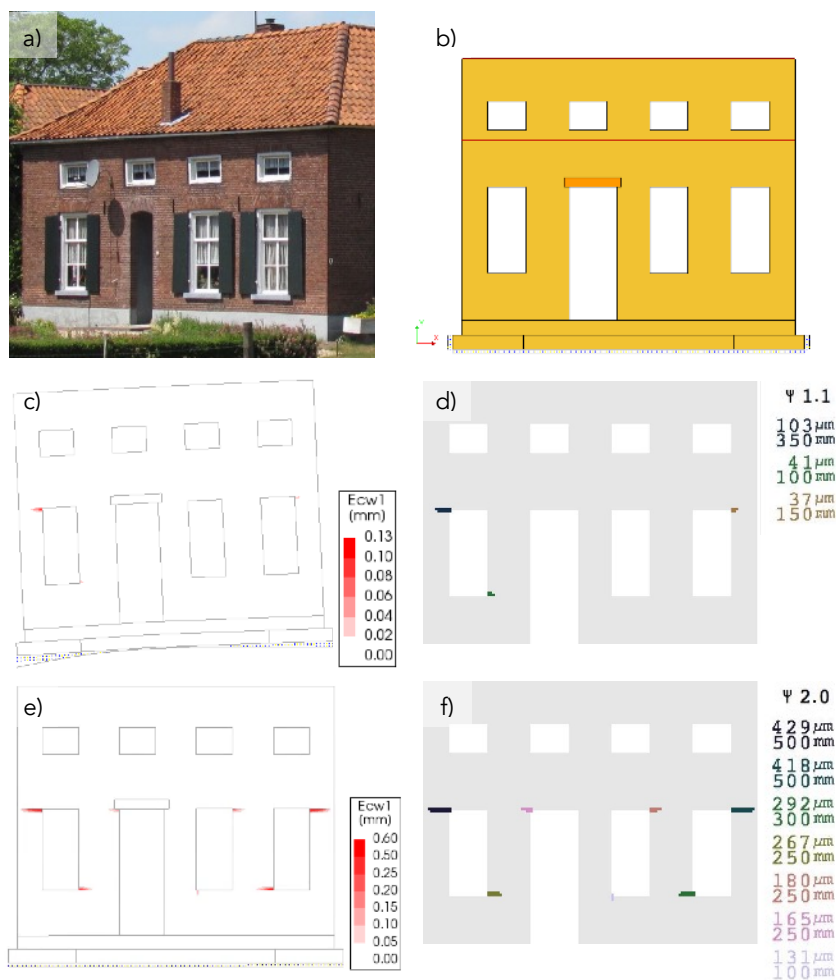 a)
b)
Y
X
c)
Ecw1
(mm)
0.13
0.10
0.08
0.06
0.04
0.02
0.00
d)
Ψ 1.1
103 µm
350 mm
41 µm
100 mm
37 µm
150 mm
e)
Ecw1
(mm)
0.60
0.50
0.35
0.20
0.10
0.05
0.00
f)
Ψ 2.0
429 µm
500 mm
418 µm
500 mm
292 µm
300 mm
267 µm
250 mm
180 µm
250 mm
165 µm
250 mm
131 µm
100 mm